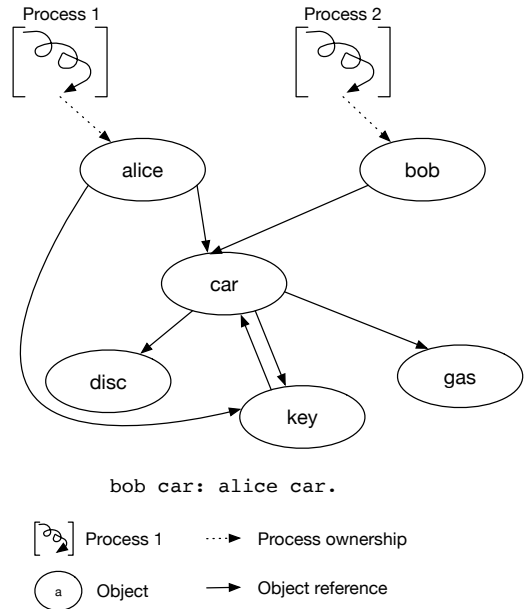 Process 1
Process 2
alice
bob
car
disc
gas
key
bob car: alice car.
Process 1
Process ownership
a
Object
Object reference